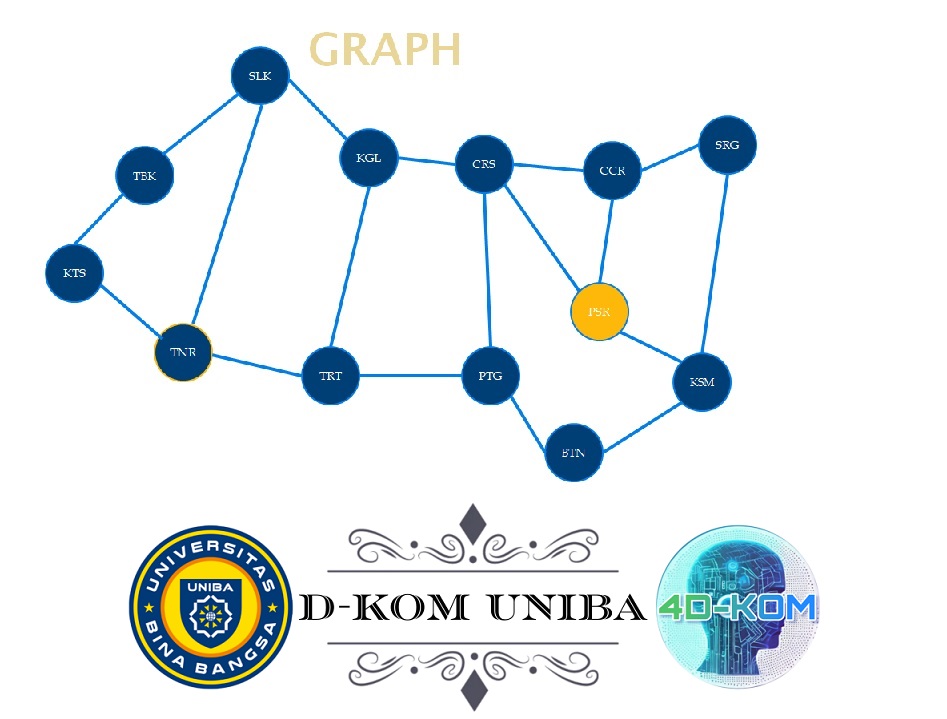 GRAPH
SLK
KGL
CRS
CCR
SRG
TBK
KTS
PSR
TNR
TRT
PTG
KSM
BTN
UNIVERSITAS
UNIBA
BINA BANGSA
D-KOM UNIBA
4D-KOM